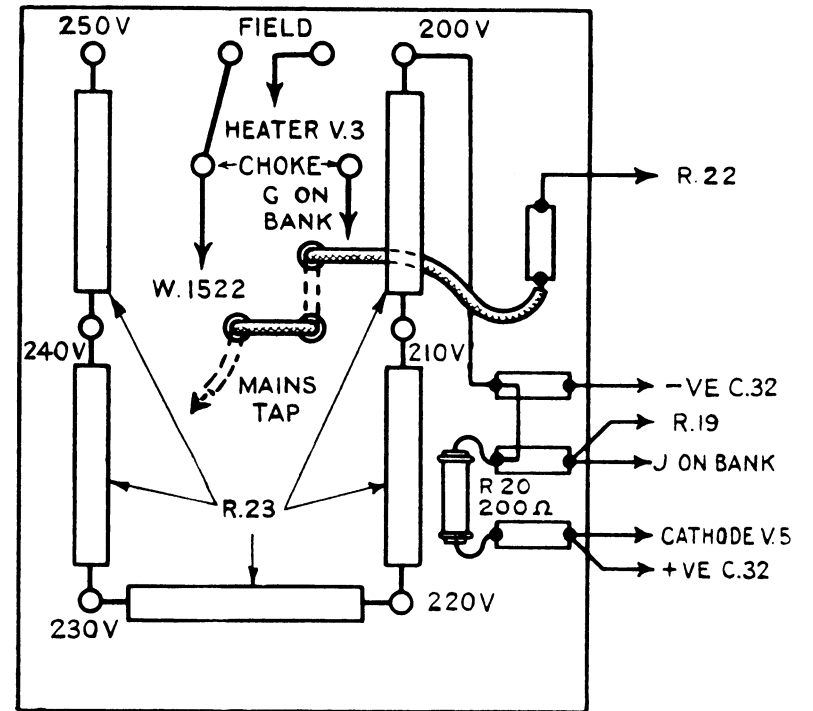 250V
FIELD
200V
HEATER V.3
CHOKE
G ON
BANK
R.22
W.1522
240V
210V
MAINS
TAP
-VE C.32
R.19
J ON BANK
R20
200Ω
R.23
CATHODE V.5
+VE C.32
230V
220V